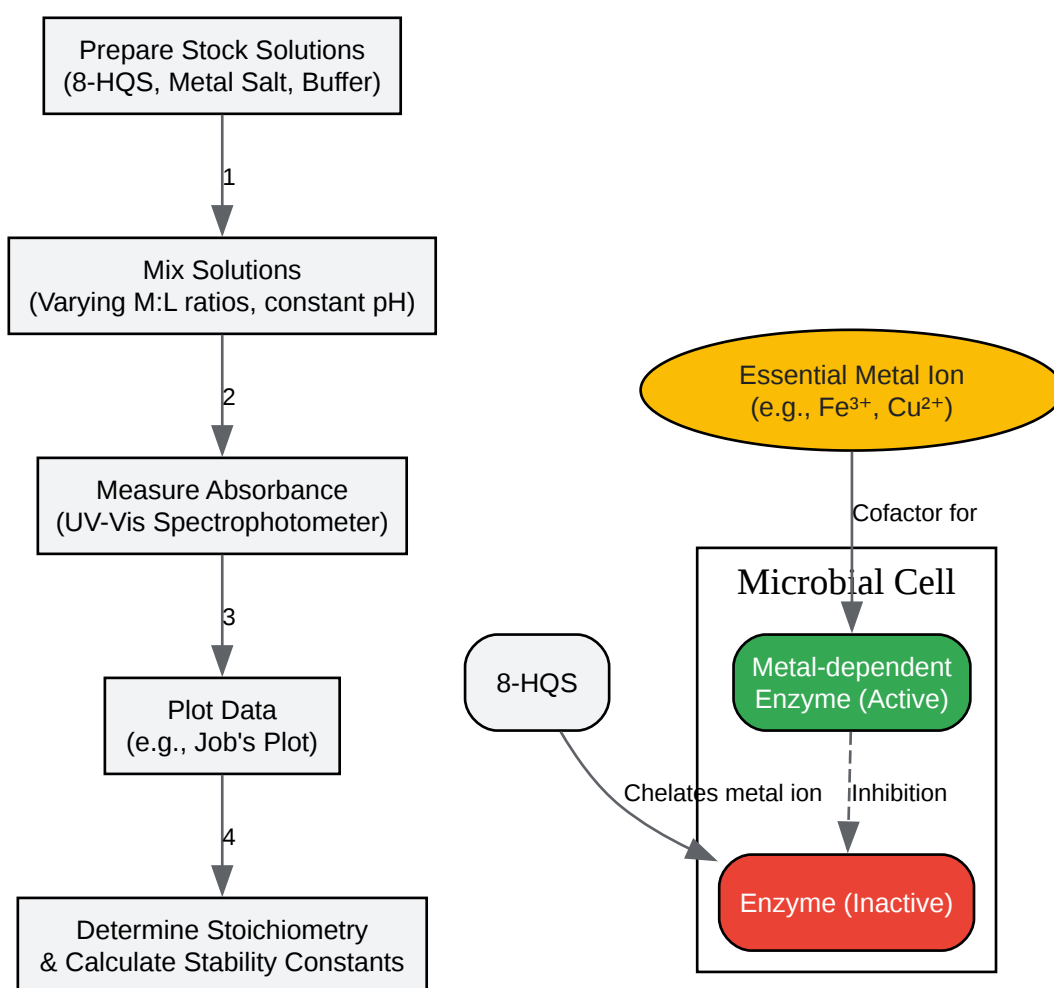 Prepare Stock Solutions
(8-HQS, Metal Salt, Buffer)
1
Mix Solutions
(Varying M:L ratios, constant pH)
2
Measure Absorbance
(UV-Vis Spectrophotometer)
3
Plot Data
(e.g., Job's Plot)
4
Determine Stoichiometry
& Calculate Stability Constants
Essential Metal Ion
(e.g., Fe³⁺, Cu²⁺)
Cofactor for
Microbial Cell
Metal-dependent
Enzyme (Active)
8-HQS
Chelates metal ion
Inhibition
Enzyme (Inactive)